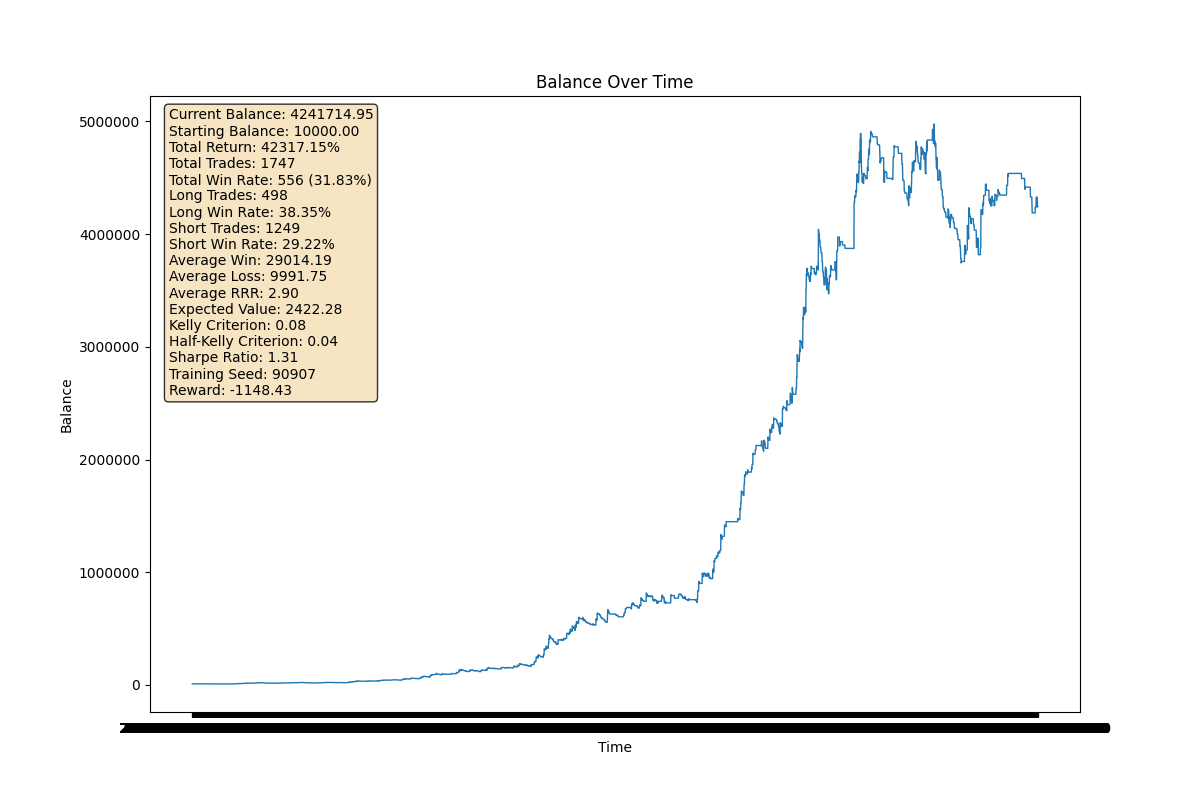 Balance Over Time
Current Balance: 4241714.95
Starting Balance: 10000.00
Total Return: 42317.15%
Total Trades: 1747
Total Win Rate: 556 (31.83%)
Long Trades: 498
Long Win Rate: 38.35%
Short Trades: 1249
Short Win Rate: 29.22%
Average Win: 29014.19
Average Loss: 9991.75
Average RRR: 2.90
Expected Value: 2422.28
Kelly Criterion: 0.08
Half-Kelly Criterion: 0.04
Sharpe Ratio: 1.31
Training Seed: 90907
Reward: -1148.43
5000000
4000000
3000000
2000000
1000000
0
Balance
Time